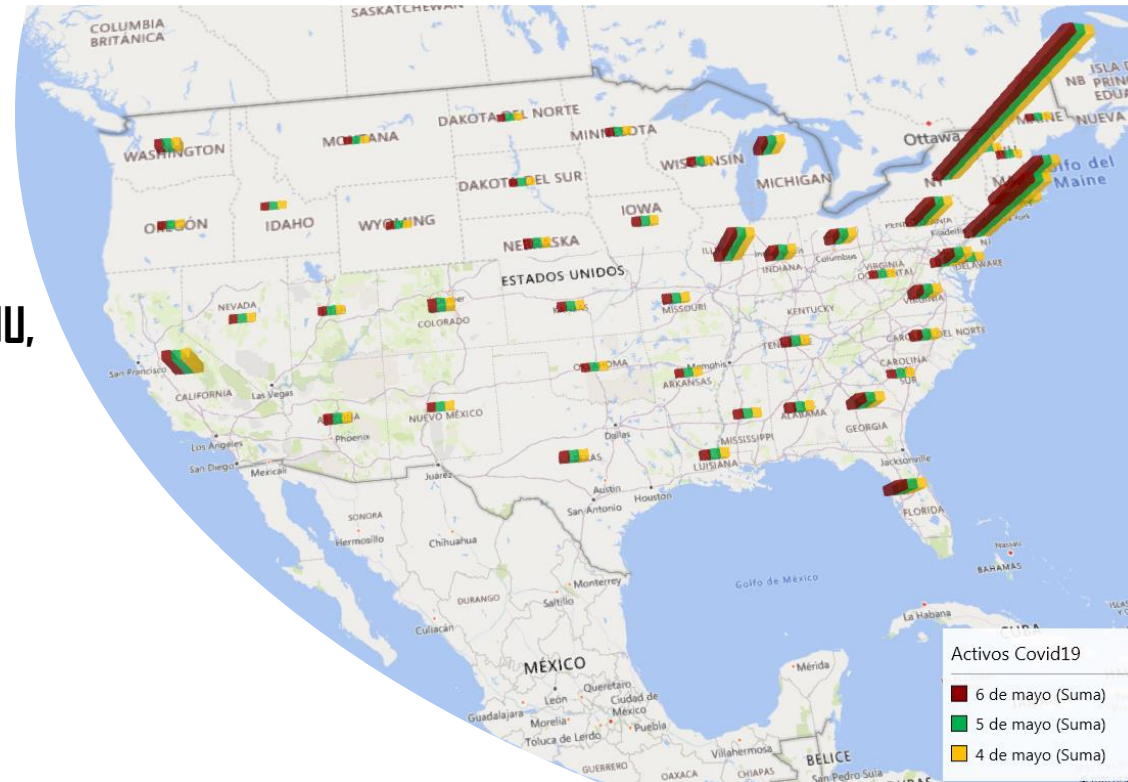 COLUMBIA
BRITÁNICA
SASKATCHEWAN
ISLA
PRIN
EDUA
NB
NUEVA
Ottawa
MAINE
Golfo del
Maine
WASHINGTON
MONTANA
DAKOTA DEL NORTE
MINNESOTA
WISCONSIN
MICHIGAN
NY
OREGÓN
IDAHO
WYOMING
DAKOTA DEL SUR
IOWA
NEBRASKA
ESTADOS UNIDOS
INDIANA
Columbus
NJ
DELAWARE
VIRGINIA
OCCIDENTAL
VIRGINIA
NEVADA
COLORADO
KANSAS
MISSOURI
KENTUCKY
CAROLINA DEL NORTE
CAROLINA
SUR
San Francisco
CALIFORNIA
Las Vegas
Memphis
ARKANSAS
NUEVO MÉXICO
Phoenix
Los Ángeles
San Diego
Mexicali
Juárez
Dallas
MISSISSIPPI
ALABAMA
GEORGIA
LUISIANA
Jacksonville
Austin
Houston
San Antonio
FLORIDA
SONORA
Hermosillo
Chihuahua
Nassau
BAHAMAS
Monterrey
Golfo de México
DURANGO
Saltillo
Culiacán
La Habana
CUBA
MÉXICO
Mérida
León
Querétaro
Guadalajara
Ciudad de
México
Morelia
Puebla
Toluca de Lerdo
Villahermosa
BELICE
GUERRERO
OAXACA
CHIAPAS
San Pedro Sula
Activos Covid19
6 de mayo (Suma)
5 de mayo (Suma)
4 de mayo (Suma)